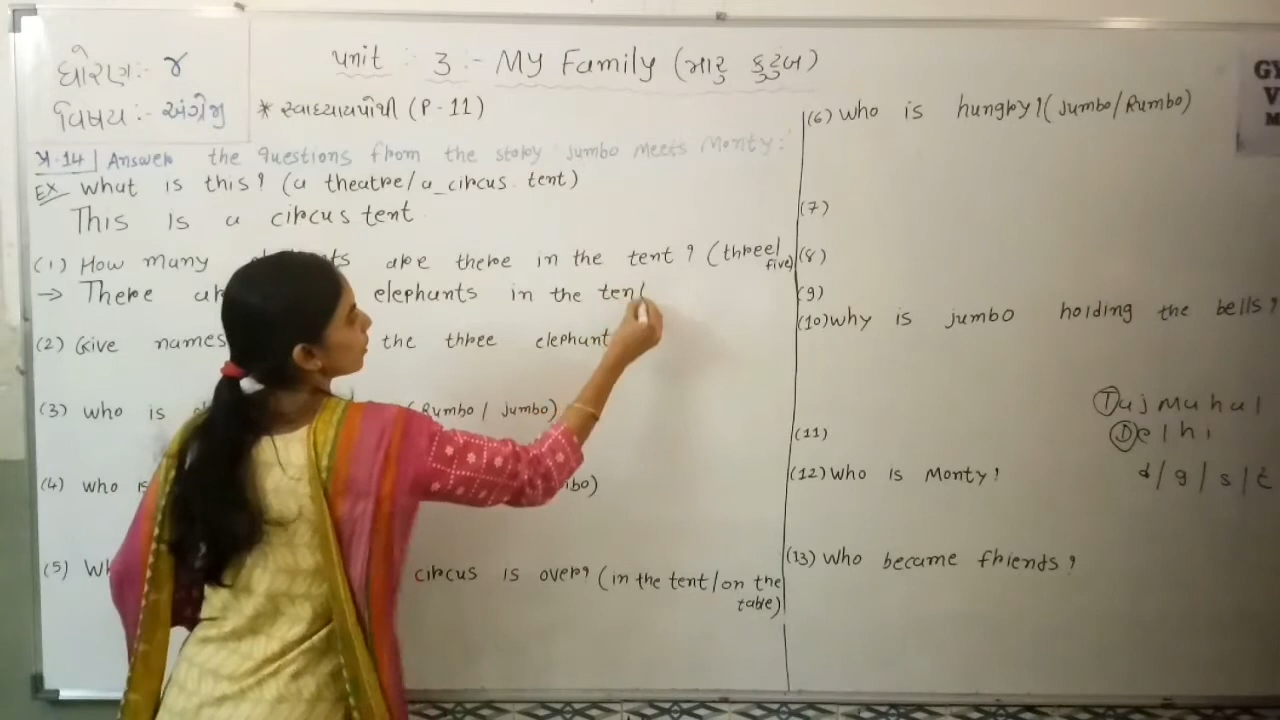 ધોરણ:- ૪
વિષય:- અંગ્રેજી
Unit : 3 :- My Family (મારુ કુટુંબ)
* સ્વાધ્યાયપોથી (P-11)
પ્ર.14 Answer the questions from the story Jumbo meets Monty:
EX What is this? (a theatre/a circus tent)
This is a circus tent
(1) How many are there in the tent? (three/
five)
→ There elephants in the tent
(2) Give names the three elephant
(3) Who is (Rumbo / Jumbo)
(4) Who
(5) circus is over? (in the tent/on the
table)
(6) Who is hungry? (Jumbo/Rumbo)
(7)
(8)
(9)
(10) Why is Jumbo holding the bells?
(11)
(12) Who is Monty?
(13) Who became friends?
Taj Mahal
Delhi
d/g/s/t
GY
V
M